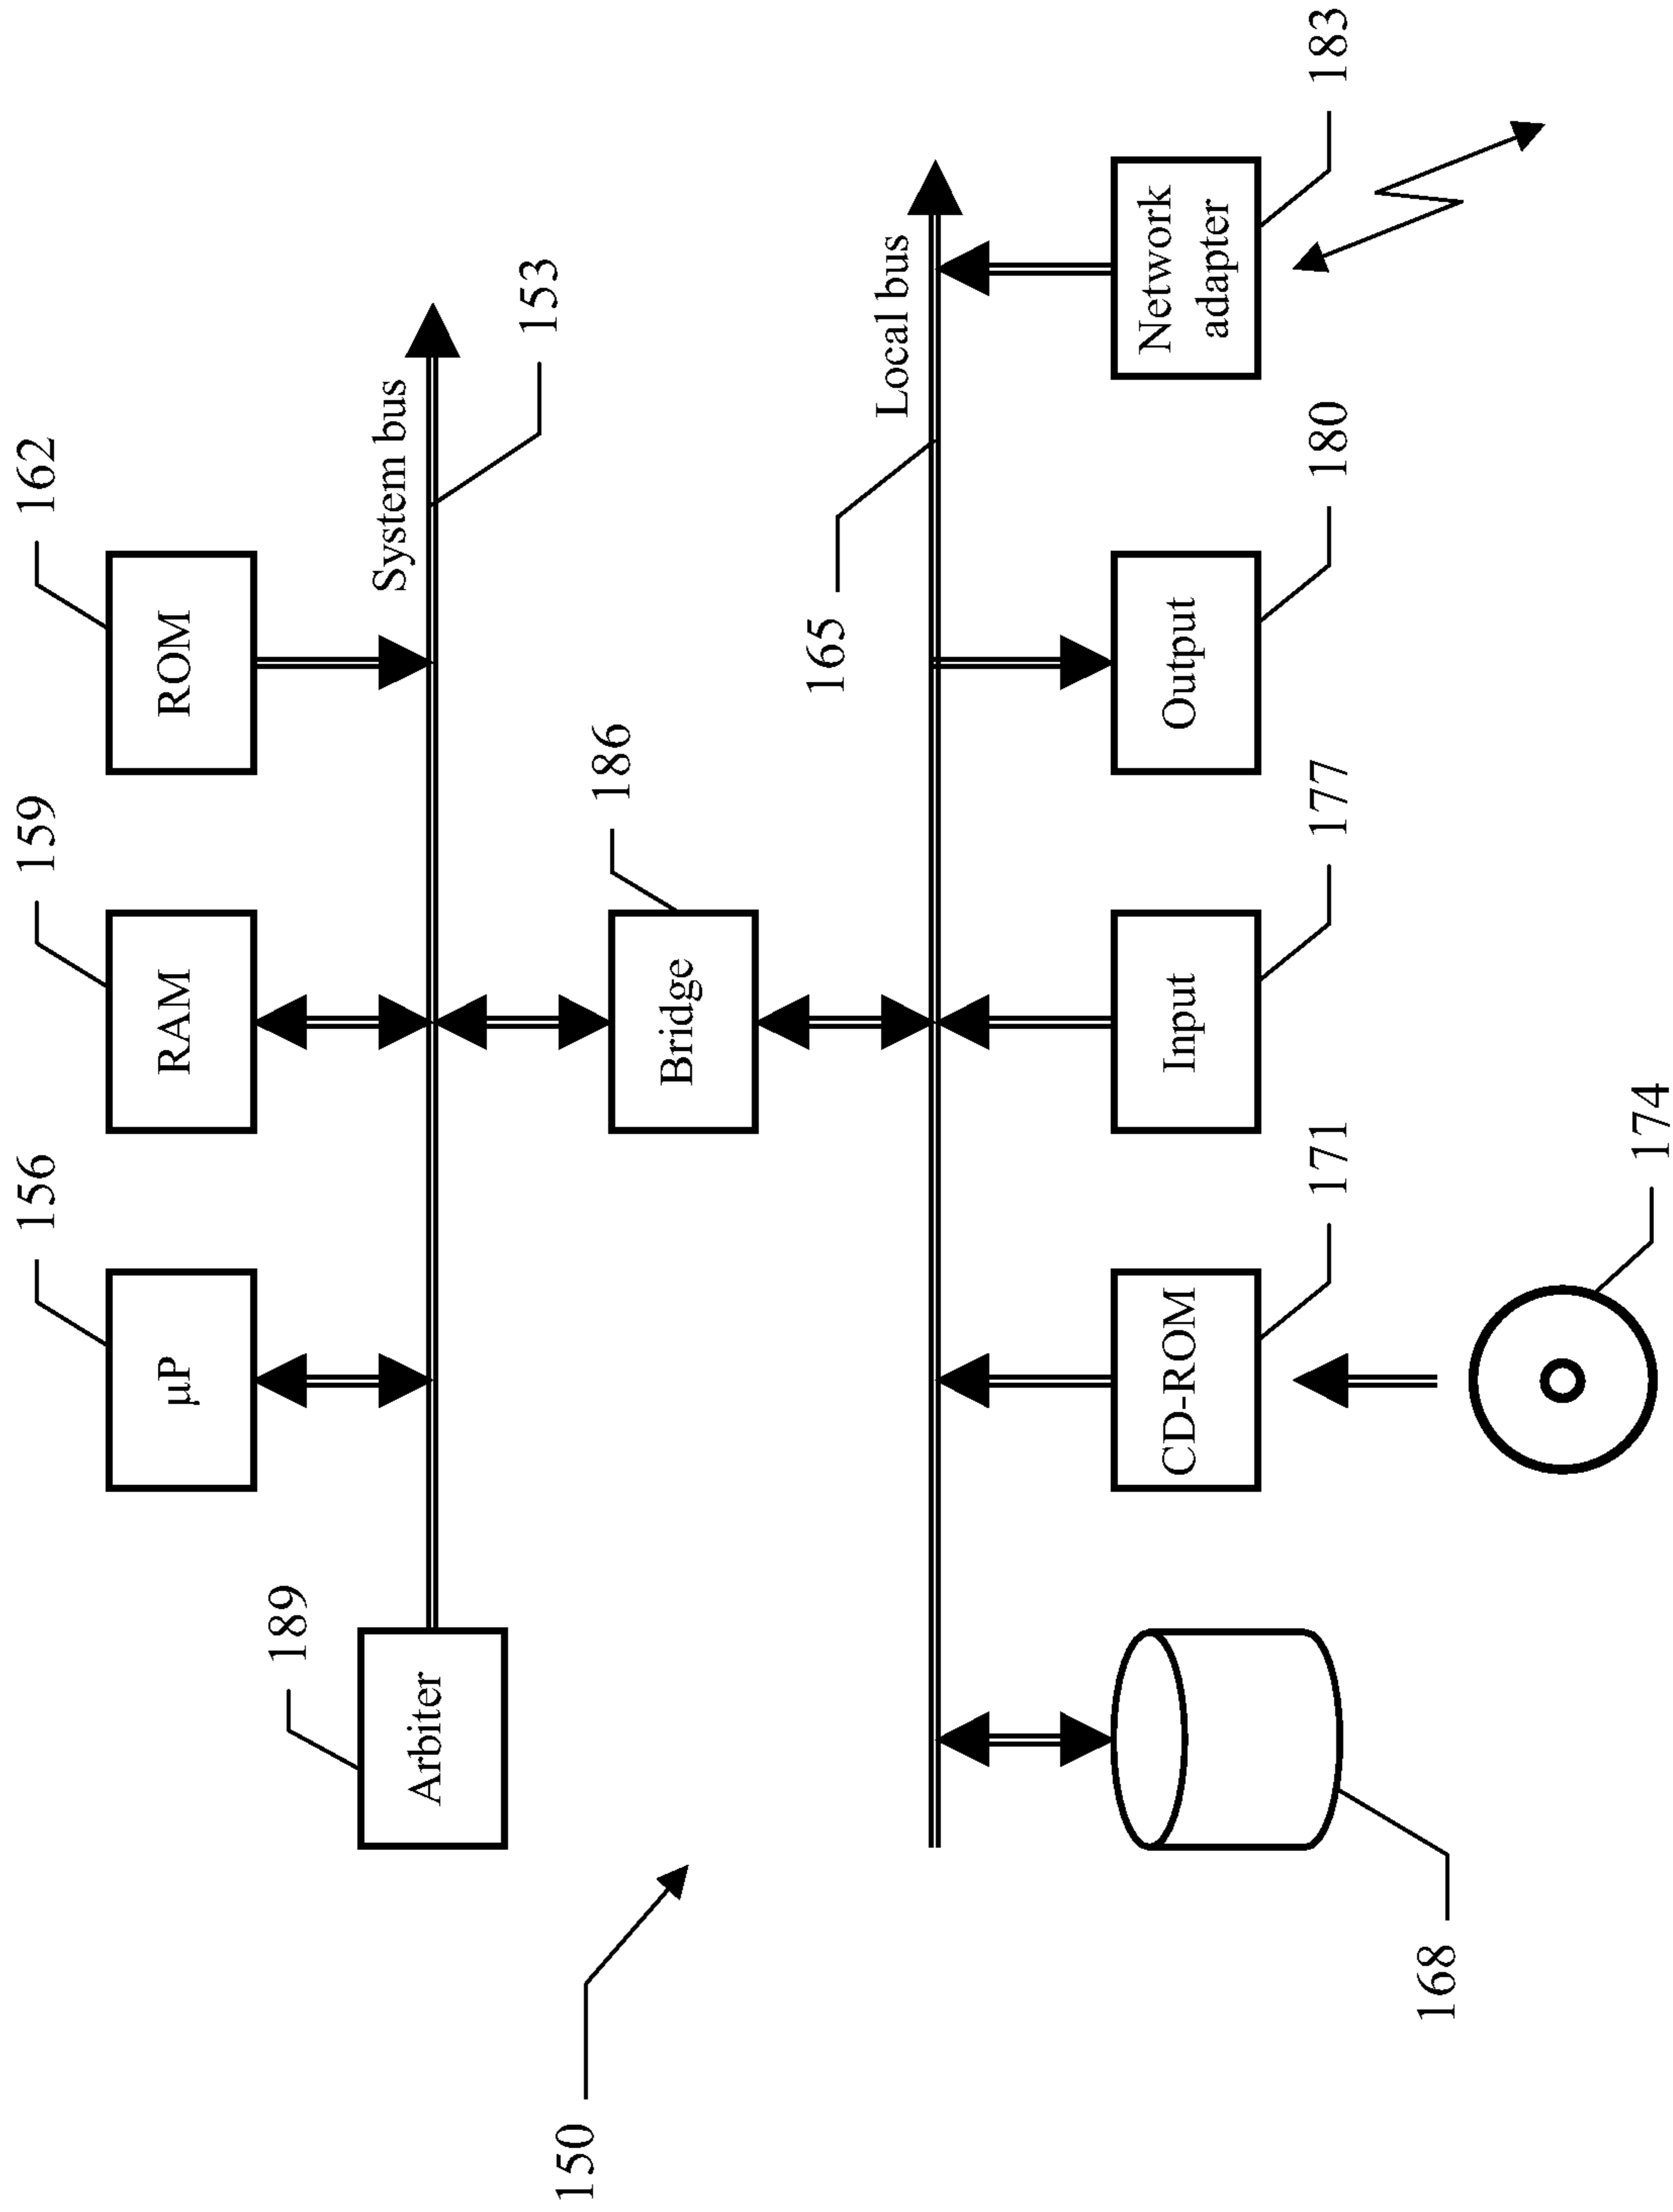 162
159
156
ROM
RAM
µP
189
System bus
Arbiter
153
186
Bridge
150
165
Local bus
Network
adapter
Output
Input
CD-ROM
183
180
177
171
168
174